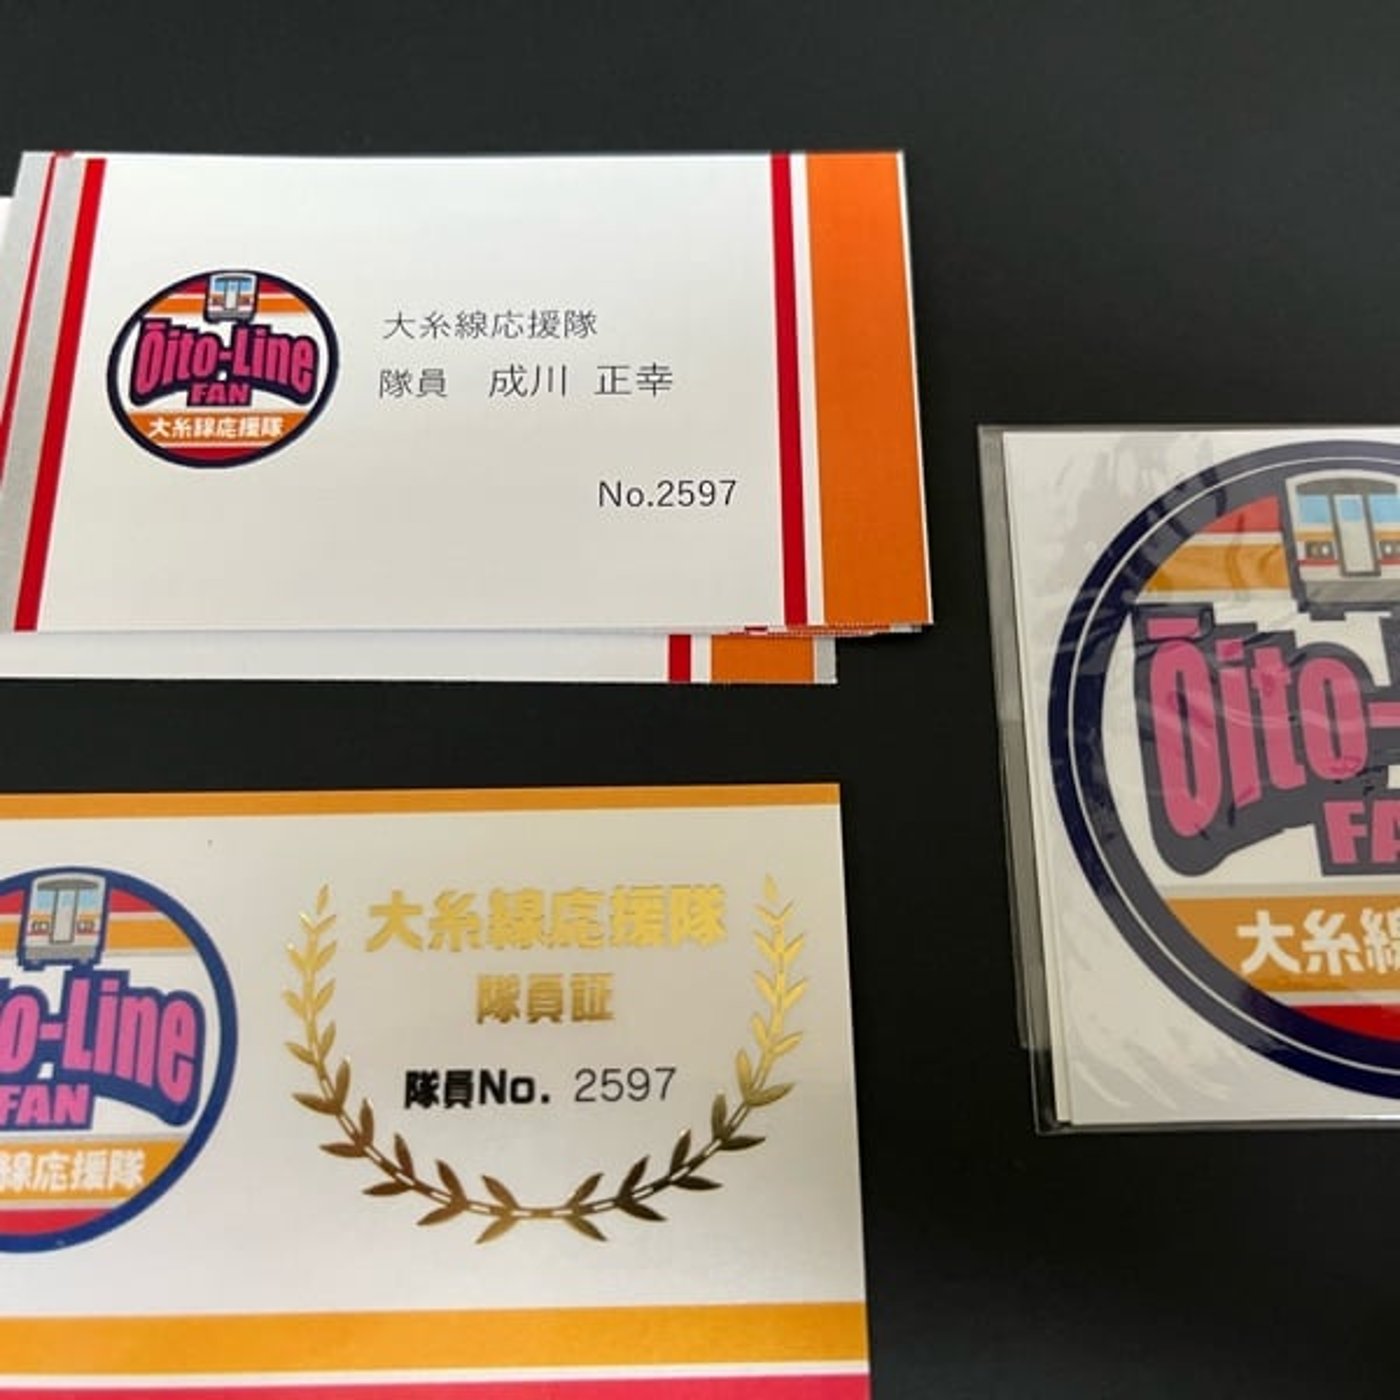 Ōito-Line
FAN
大糸線応援隊
大糸線応援隊
隊員 成川 正幸
No.2597
to-Line
FAN
線応援隊
大糸線応援隊
隊員証
隊員No. 2597
Ōito-
FA
大糸線